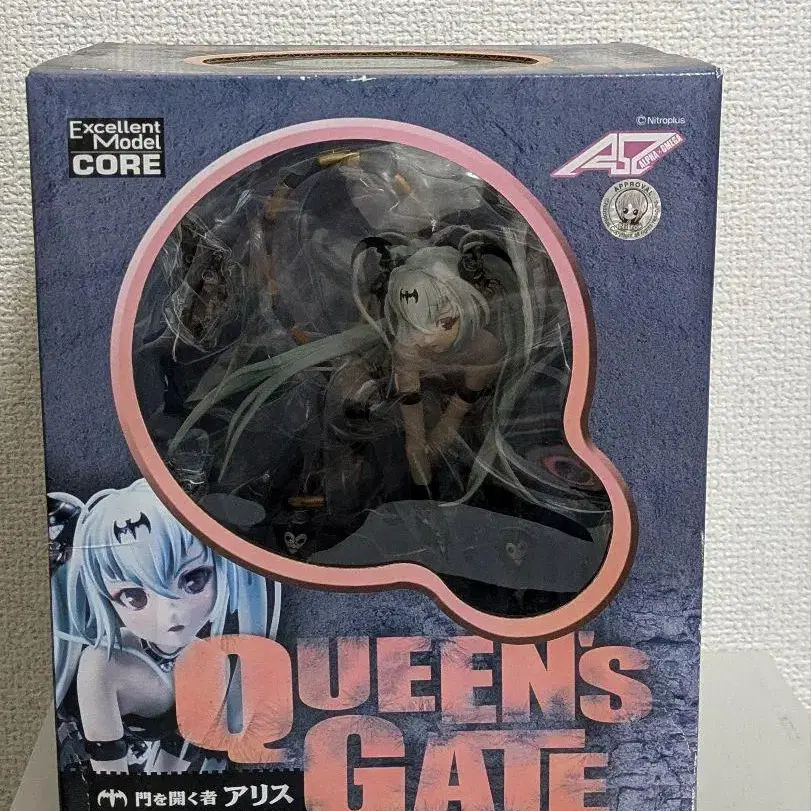 Excellent
Model
CORE
©Nitroplus
ALPHA×OMEGA
APPROVAL
QUEEN'S
GATE
門を開く者 アリス